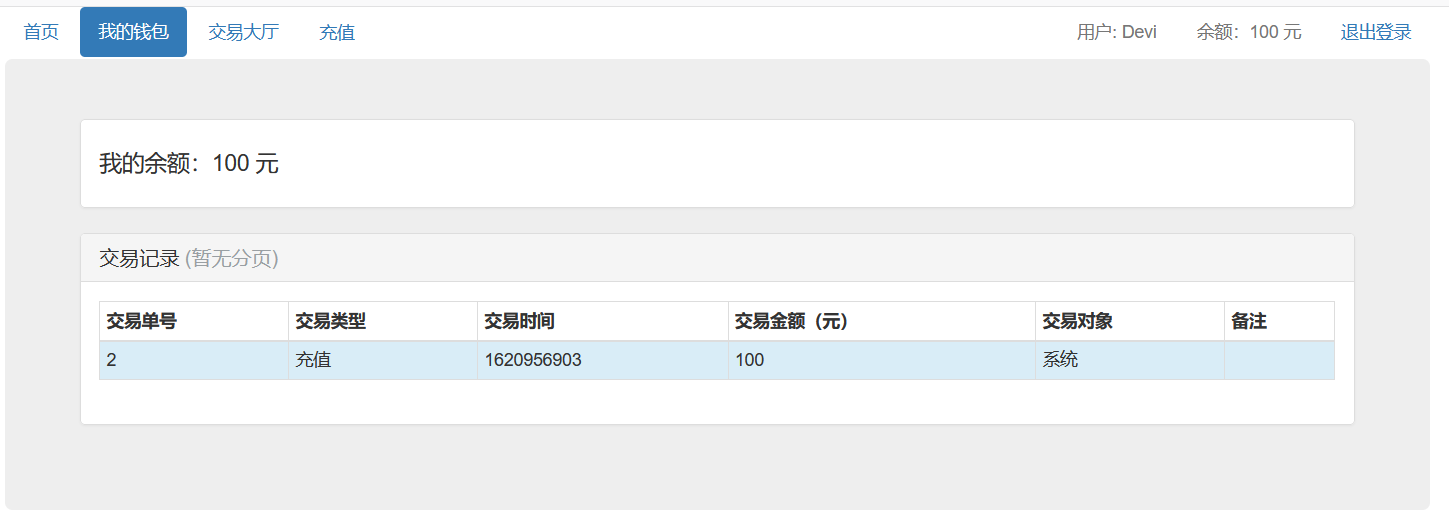 首页 我的钱包 交易大厅 充值 用户: Devi 余额：100 元 退出登录
我的余额：100 元
交易记录 (暂无分页)
交易单号 交易类型 交易时间 交易金额（元） 交易对象 备注
2 充值 1620956903 100 系统